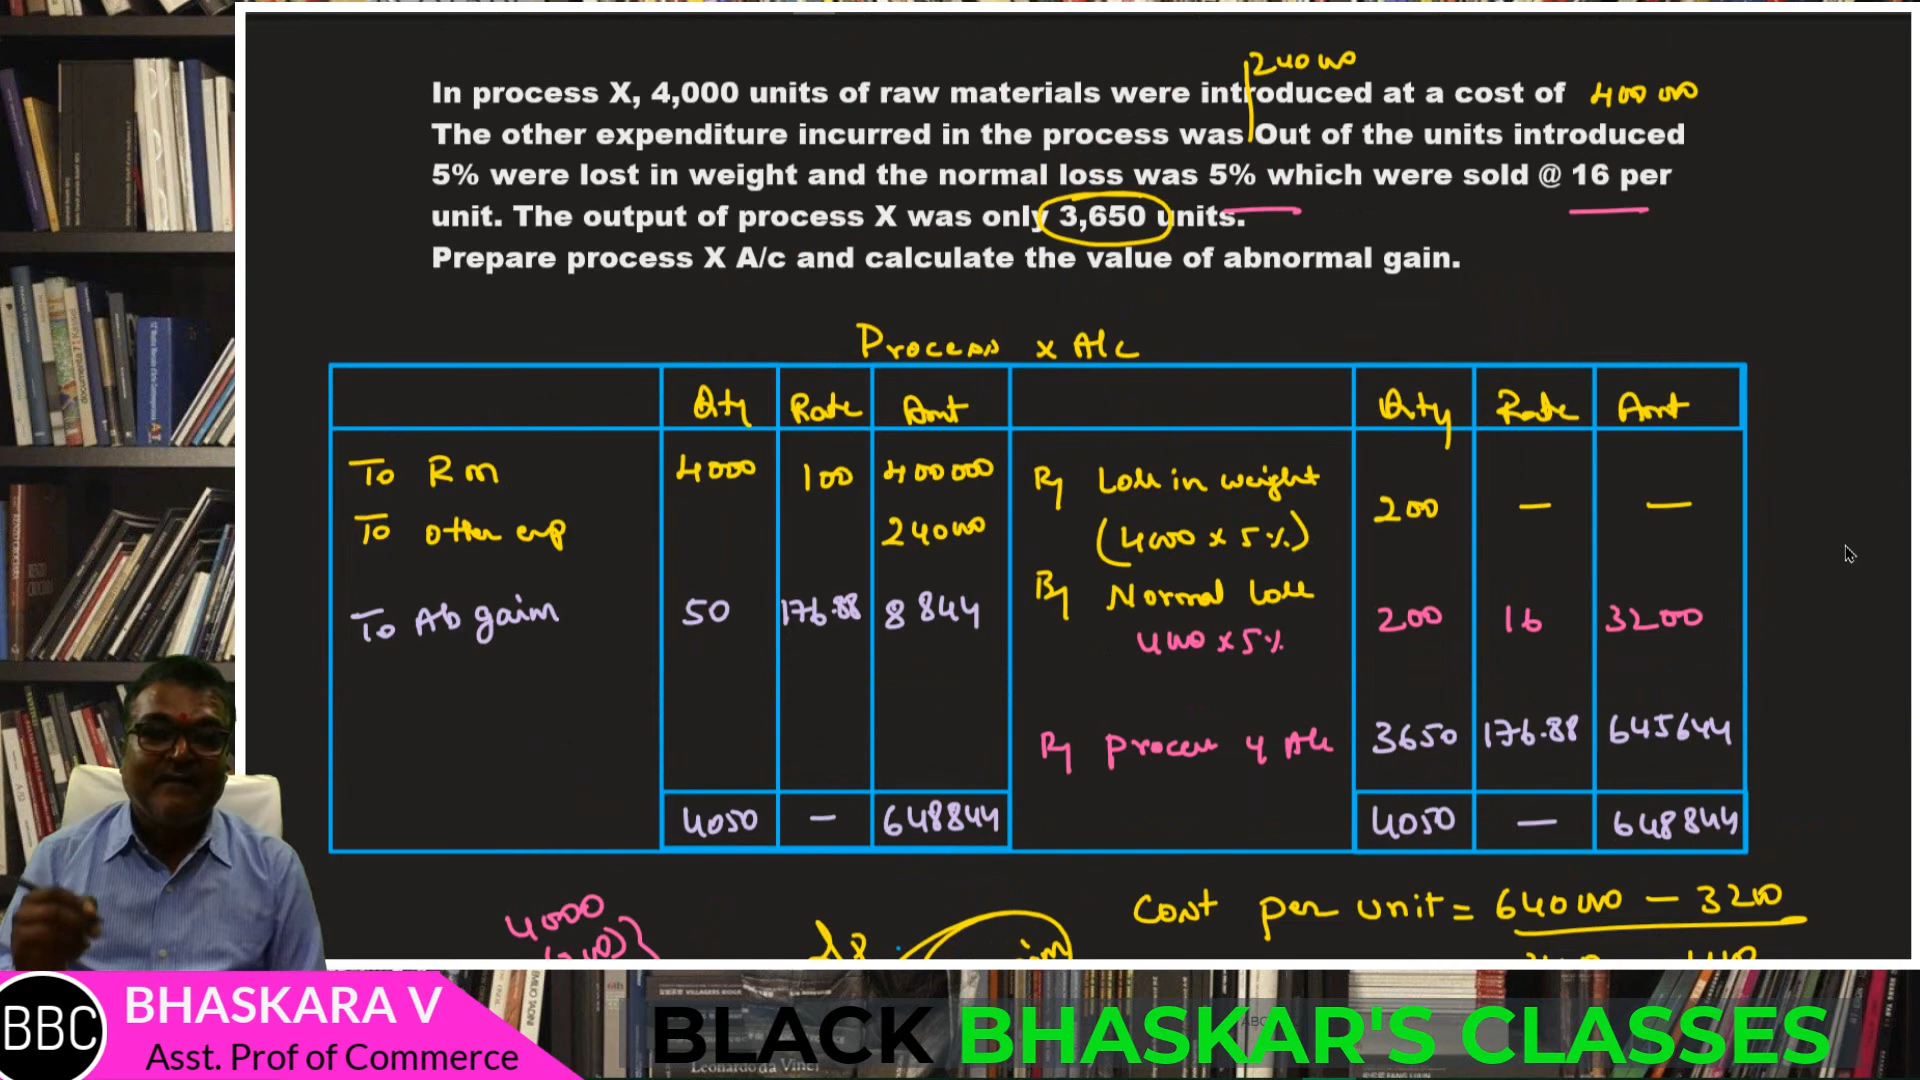 240000
In process X, 4,000 units of raw materials were introduced at a cost of 400000
The other expenditure incurred in the process was Out of the units introduced
5% were lost in weight and the normal loss was 5% which were sold @ 16 per
unit. The output of process X was only 3,650 units.
Prepare process X A/c and calculate the value of abnormal gain.
Process X A/c
Qty Rate Amt Qty Rate Amt
To Rm 4000 100 400000 By Loss in weight 200 — —
To other exp 240000 (4000 x 5%)
To Ab gain 50 176.88 8844 By Normal Loss 200 16 3200
4000 x 5%
By process y A/c 3650 176.88 645644
4050 — 648844 4050 — 648844
4000
Cost per unit = 640000 — 3200
BBC
BHASKARA V
Asst. Prof of Commerce
BLACK BHASKAR'S CLASSES
Leonardo da Vinci